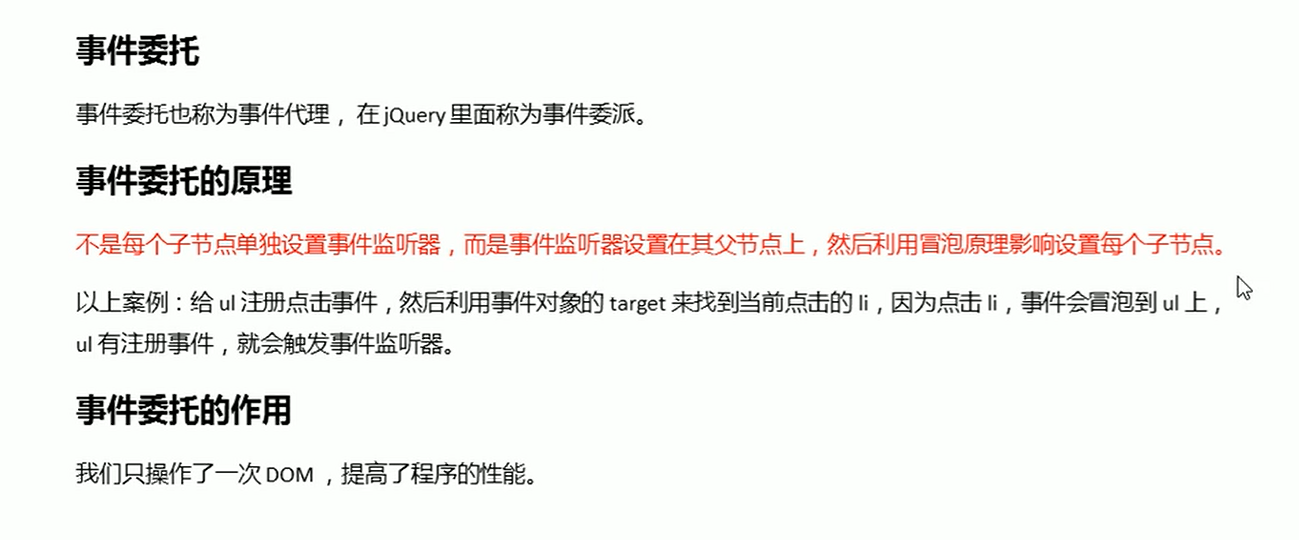 事件委托
事件委托也称为事件代理， 在 jQuery 里面称为事件委派。
事件委托的原理
不是每个子节点单独设置事件监听器，而是事件监听器设置在其父节点上，然后利用冒泡原理影响设置每个子节点。
以上案例：给 ul 注册点击事件，然后利用事件对象的 target 来找到当前点击的 li，因为点击 li，事件会冒泡到 ul 上，
ul 有注册事件，就会触发事件监听器。
事件委托的作用
我们只操作了一次 DOM ，提高了程序的性能。